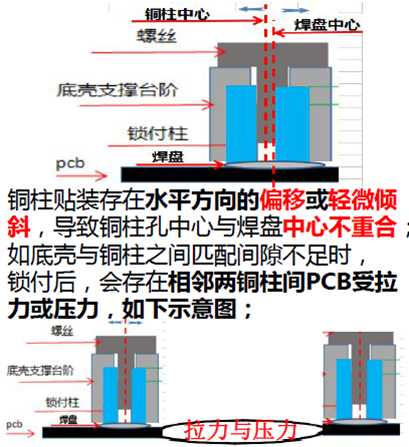 铜柱中心
焊盘中心
螺丝
底壳支撑台阶
锁付柱
焊盘
pcb
铜柱贴装存在水平方向的偏移或轻微倾
斜，导致铜柱孔中心与焊盘中心不重合；
如底壳与铜柱之间匹配间隙不足时，
锁付后，会存在相邻两铜柱间PCB受拉
力或压力，如下示意图；
螺丝
底壳支撑台阶
锁付柱
焊盘
pcb
拉力与压力